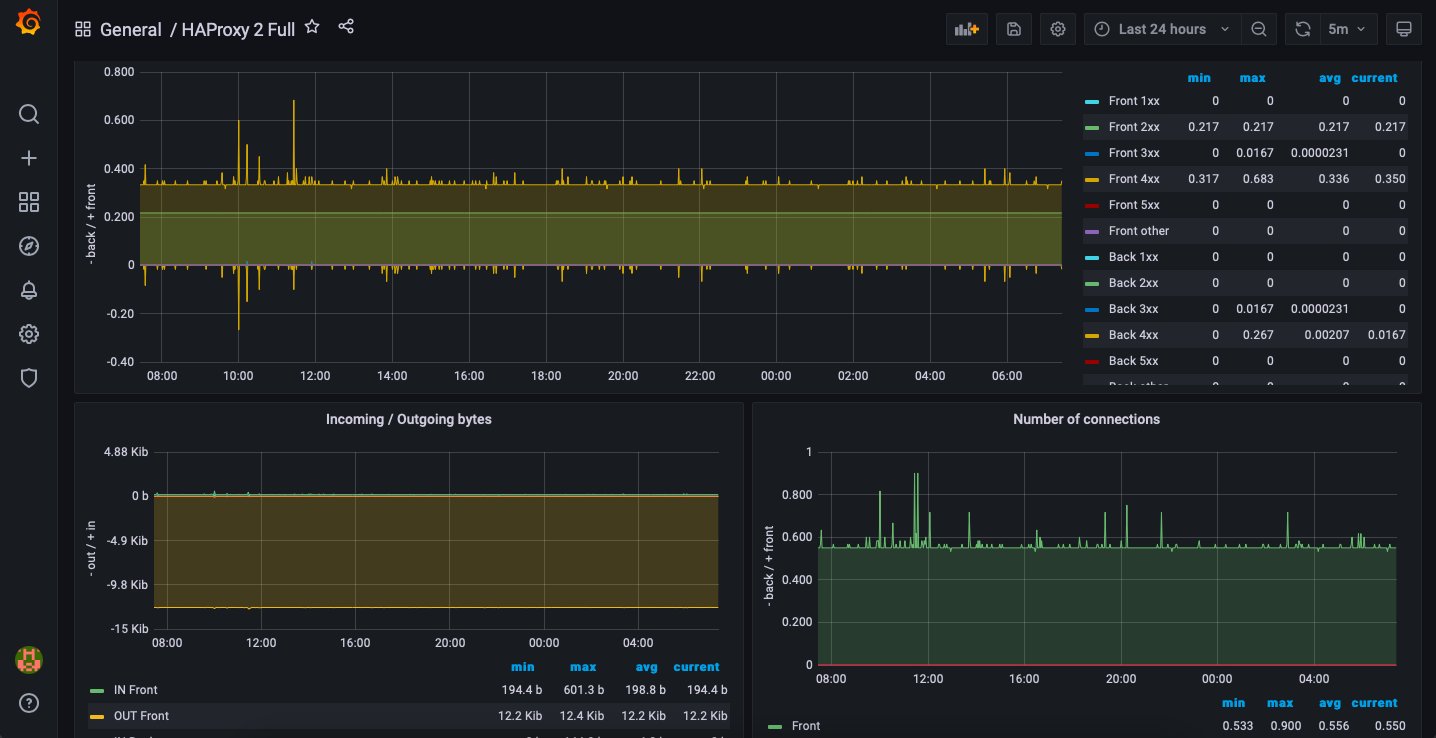 General / HAProxy 2 Full
Last 24 hours
5m
0.800
0.600
0.400
0.200
0
-0.20
-0.40
- back / + front
08:00 10:00 12:00 14:00 16:00 18:00 20:00 22:00 00:00 02:00 04:00 06:00
min max avg current
Front 1xx 0 0 0 0
Front 2xx 0.217 0.217 0.217 0.217
Front 3xx 0 0.0167 0.0000231 0
Front 4xx 0.317 0.683 0.336 0.350
Front 5xx 0 0 0 0
Front other 0 0 0 0
Back 1xx 0 0 0 0
Back 2xx 0 0 0 0
Back 3xx 0 0.0167 0.0000231 0
Back 4xx 0 0.267 0.00207 0.0167
Back 5xx 0 0 0 0
Back other 0 0 0 0
Incoming / Outgoing bytes
4.88 Kib
0 b
-4.9 Kib
-9.8 Kib
-15 Kib
- out / + in
08:00 12:00 16:00 20:00 00:00 04:00
min max avg current
IN Front 194.4 b 601.3 b 198.8 b 194.4 b
OUT Front 12.2 Kib 12.4 Kib 12.2 Kib 12.2 Kib
Number of connections
1
0.800
0.600
0.400
0.200
0
- back / + front
08:00 12:00 16:00 20:00 00:00 04:00
min max avg current
Front 0.533 0.900 0.556 0.550